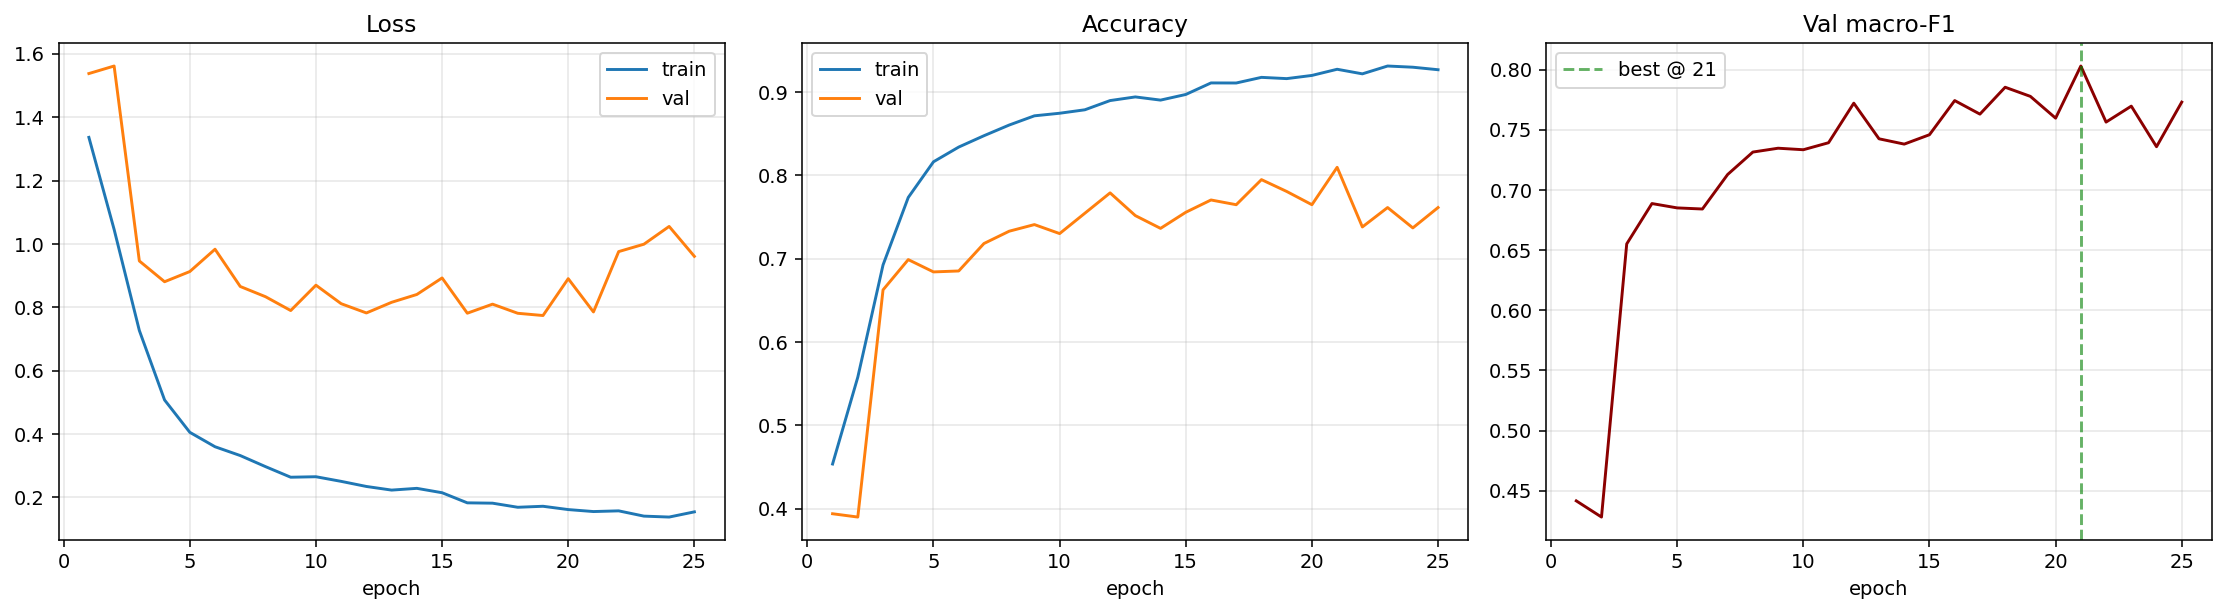 Loss
1.6
1.4
1.2
1.0
0.8
0.6
0.4
0.2
train
val
0 5 10 15 20 25
epoch
Accuracy
0.9
0.8
0.7
0.6
0.5
0.4
train
val
0 5 10 15 20 25
epoch
Val macro-F1
0.80
0.75
0.70
0.65
0.60
0.55
0.50
0.45
best @ 21
0 5 10 15 20 25
epoch